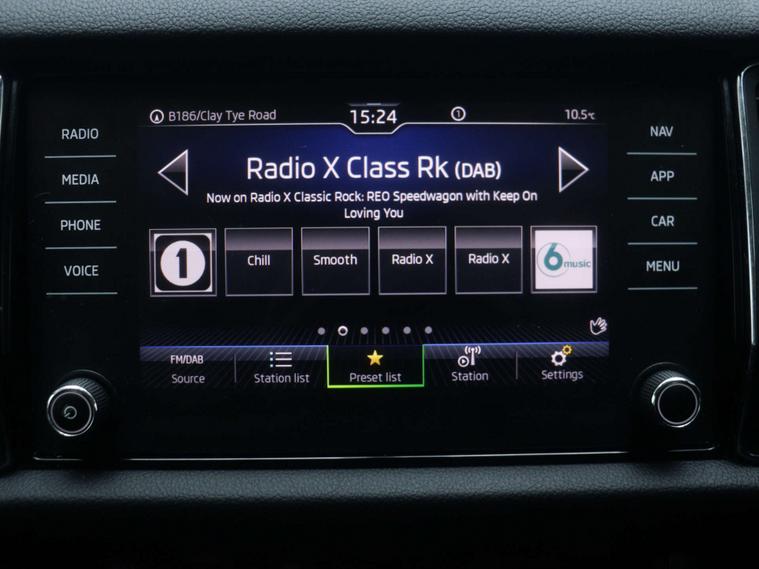 B186/Clay Tye Road 15:24 1 10.5℃
RADIO
MEDIA
PHONE
VOICE
Radio X Class Rk (DAB)
Now on Radio X Classic Rock: REO Speedwagon with Keep On
Loving You
1 Chill Smooth Radio X Radio X 6 music
FM/DAB
Source Station list Preset list Station Settings
NAV
APP
CAR
MENU